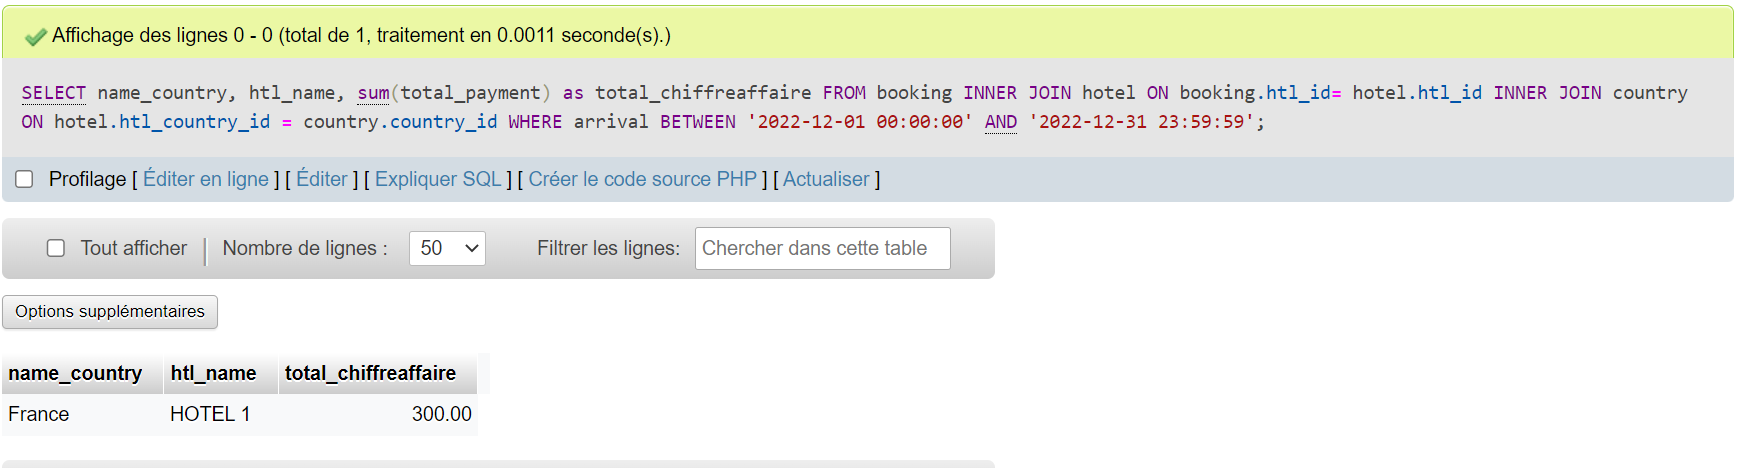 Affichage des lignes 0 - 0 (total de 1, traitement en 0.0011 seconde(s).)
SELECT name_country, htl_name, sum(total_payment) as total_chiffreaffaire FROM booking INNER JOIN hotel ON booking.htl_id= hotel.htl_id INNER JOIN country
ON hotel.htl_country_id = country.country_id WHERE arrival BETWEEN '2022-12-01 00:00:00' AND '2022-12-31 23:59:59';
Profilage [ Éditer en ligne ] [ Éditer ] [ Expliquer SQL ] [ Créer le code source PHP ] [ Actualiser ]
Tout afficher Nombre de lignes : 50 Filtrer les lignes: Chercher dans cette table
Options supplémentaires
name_country htl_name total_chiffreaffaire
France HOTEL 1 300.00